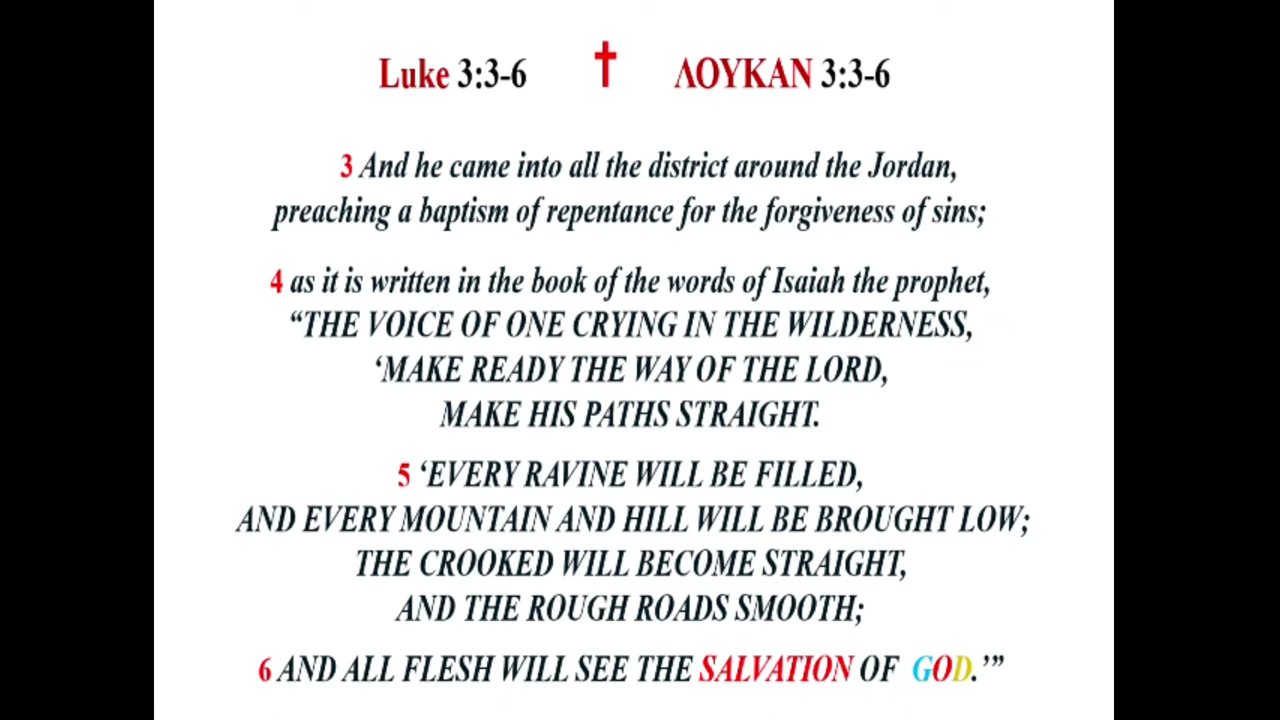 Luke 3:3-6 ✝ ΛΟΥΚΑΝ 3:3-6
3 And he came into all the district around the Jordan,
preaching a baptism of repentance for the forgiveness of sins;
4 as it is written in the book of the words of Isaiah the prophet,
“THE VOICE OF ONE CRYING IN THE WILDERNESS,
‘MAKE READY THE WAY OF THE LORD,
MAKE HIS PATHS STRAIGHT.
5 ‘EVERY RAVINE WILL BE FILLED,
AND EVERY MOUNTAIN AND HILL WILL BE BROUGHT LOW;
THE CROOKED WILL BECOME STRAIGHT,
AND THE ROUGH ROADS SMOOTH;
6 AND ALL FLESH WILL SEE THE SALVATION OF GOD.’”